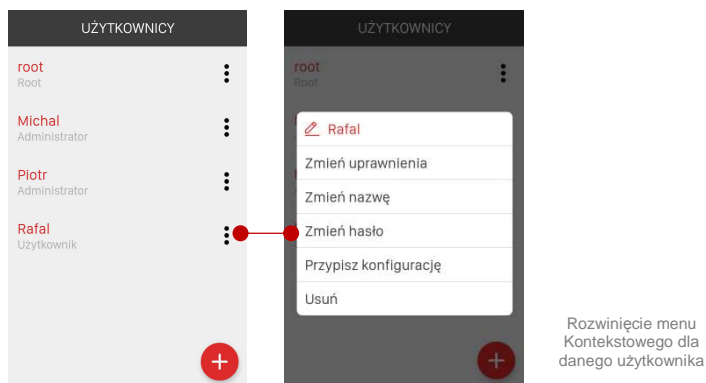 UŻYTKOWNICY
root
Root
Michal
Administrator
Piotr
Administrator
Rafal
Użytkownik
UŻYTKOWNICY
root
Root
Rafal
Zmień uprawnienia
Zmień nazwę
Zmień hasło
Przypisz konfigurację
Usuń
Rozwinięcie menu
Kontekstowego dla
danego użytkownika